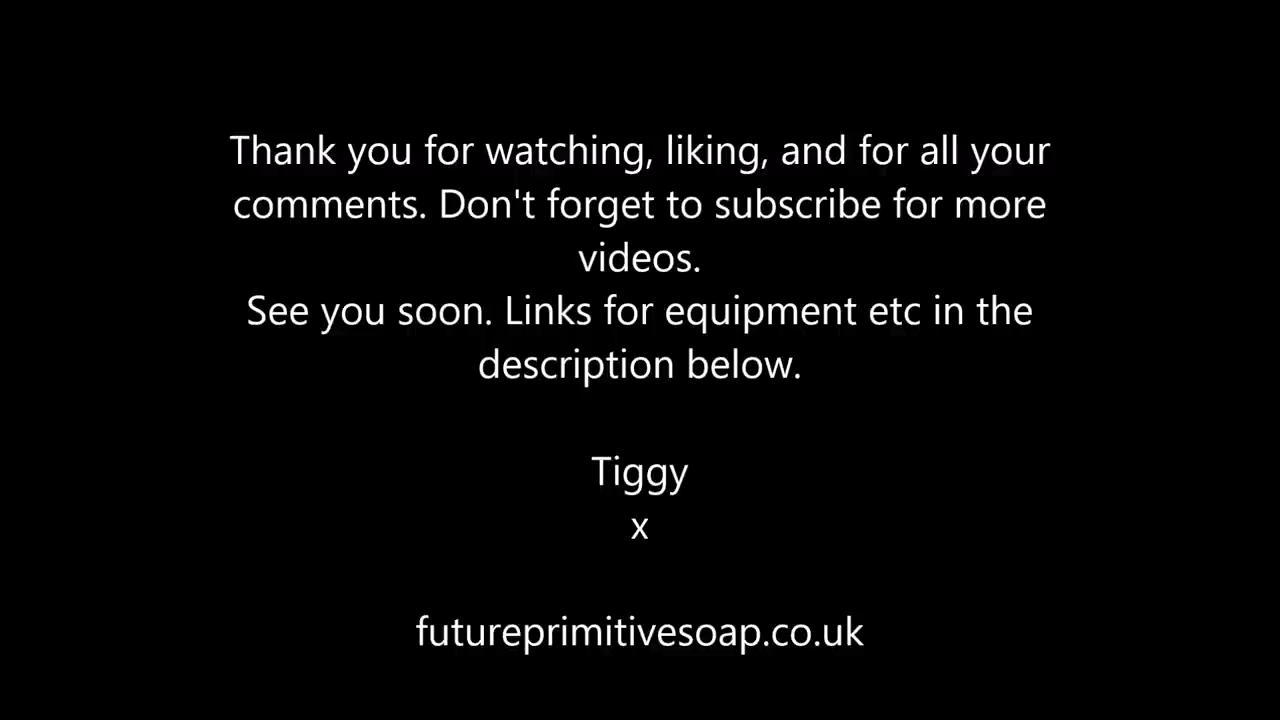 Thank you for watching, liking, and for all your
comments. Don't forget to subscribe for more
videos.
See you soon. Links for equipment etc in the
description below.
Tiggy
x
futureprimitivesoap.co.uk